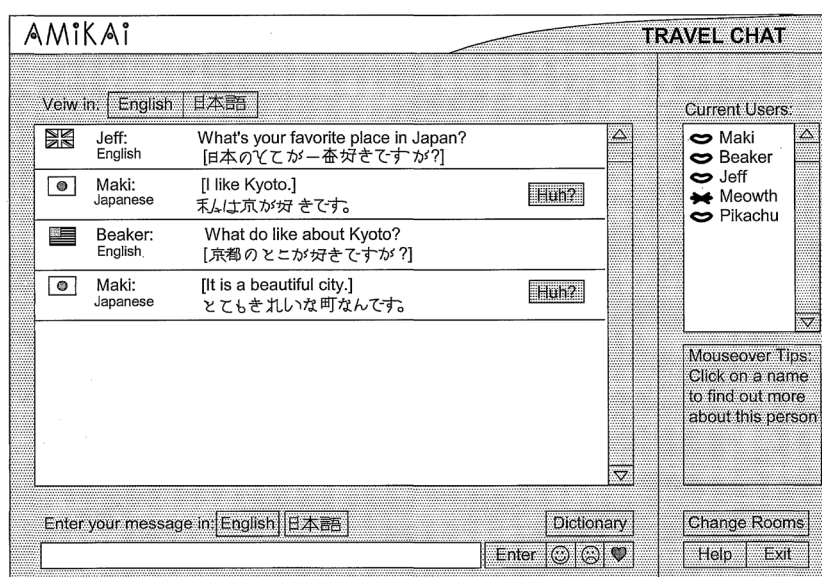 AMiKAi
TRAVEL CHAT
Veiw in: English 日本語
Jeff: What's your favorite place in Japan?
English [日本のとこが一番好きですが?]
Maki: [I like Kyoto.]
Japanese 私は京が好きです。
Huh?
Beaker: What do like about Kyoto?
English [京都のとこが好きですが?]
Maki: [It is a beautiful city.]
Japanese とてもきれいな町なんです。
Huh?
Enter your message in: English 日本語
Dictionary
Enter
Current Users:
Maki
Beaker
Jeff
Meowth
Pikachu
Mouseover Tips:
Click on a name
to find out more
about this person
Change Rooms
Help Exit